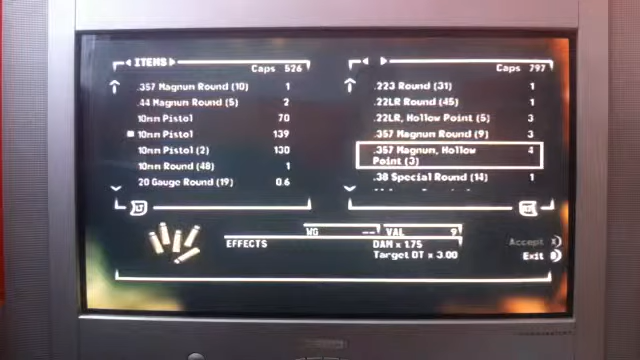 ITEMS
Caps 526
.357 Magnum Round (10) 1
.44 Magnum Round (5) 2
10mm Pistol 70
10mm Pistol 139
10mm Pistol (2) 130
10mm Round (48) 1
20 Gauge Round (19) 0.6
Caps 797
.223 Round (31) 1
.22LR Round (45) 1
.22LR, Hollow Point (5) 3
.357 Magnum Round (9) 3
.357 Magnum, Hollow 4
Point (3)
.38 Special Round (14) 1
WG -- VAL 9
EFFECTS DAM x 1.75
Target DT x 3.00
Accept X)
Exit